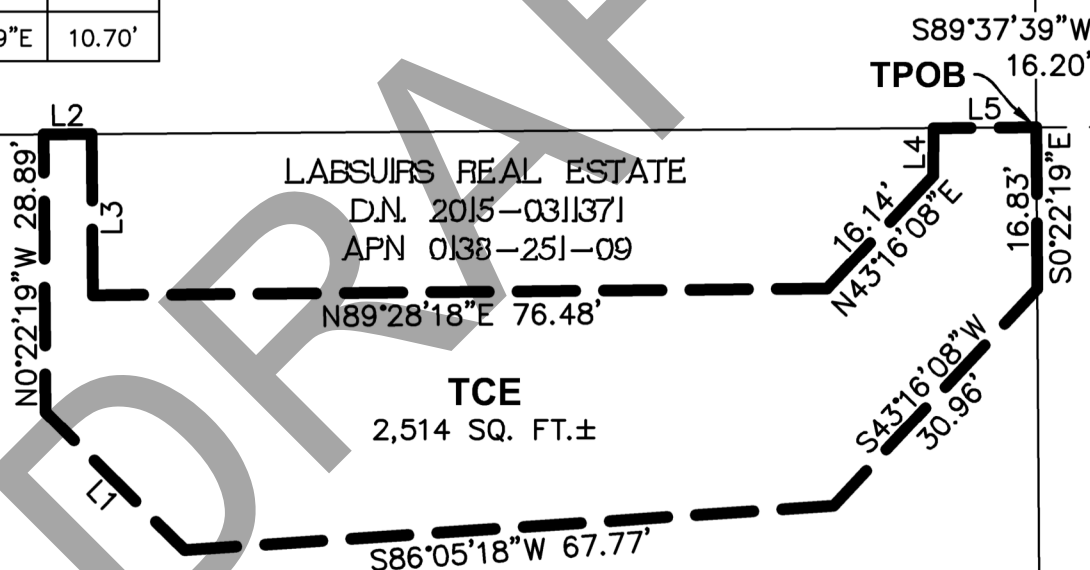 9"E 10.70'
S89°37'39"W
16.20'
TPOB
L2
L5
L4
L3
N0°22'19"W 28.89'
LABSUIRS REAL ESTATE
D.N. 2015-031371
APN 0138-251-09
16.14'
N43°16'08"E
16.83'
S0°22'19"E
N89°28'18"E 76.48'
TCE
2,514 SQ. FT.±
S43°16'08"W
30.96'
L1
S86°05'18"W 67.77'
DRAF